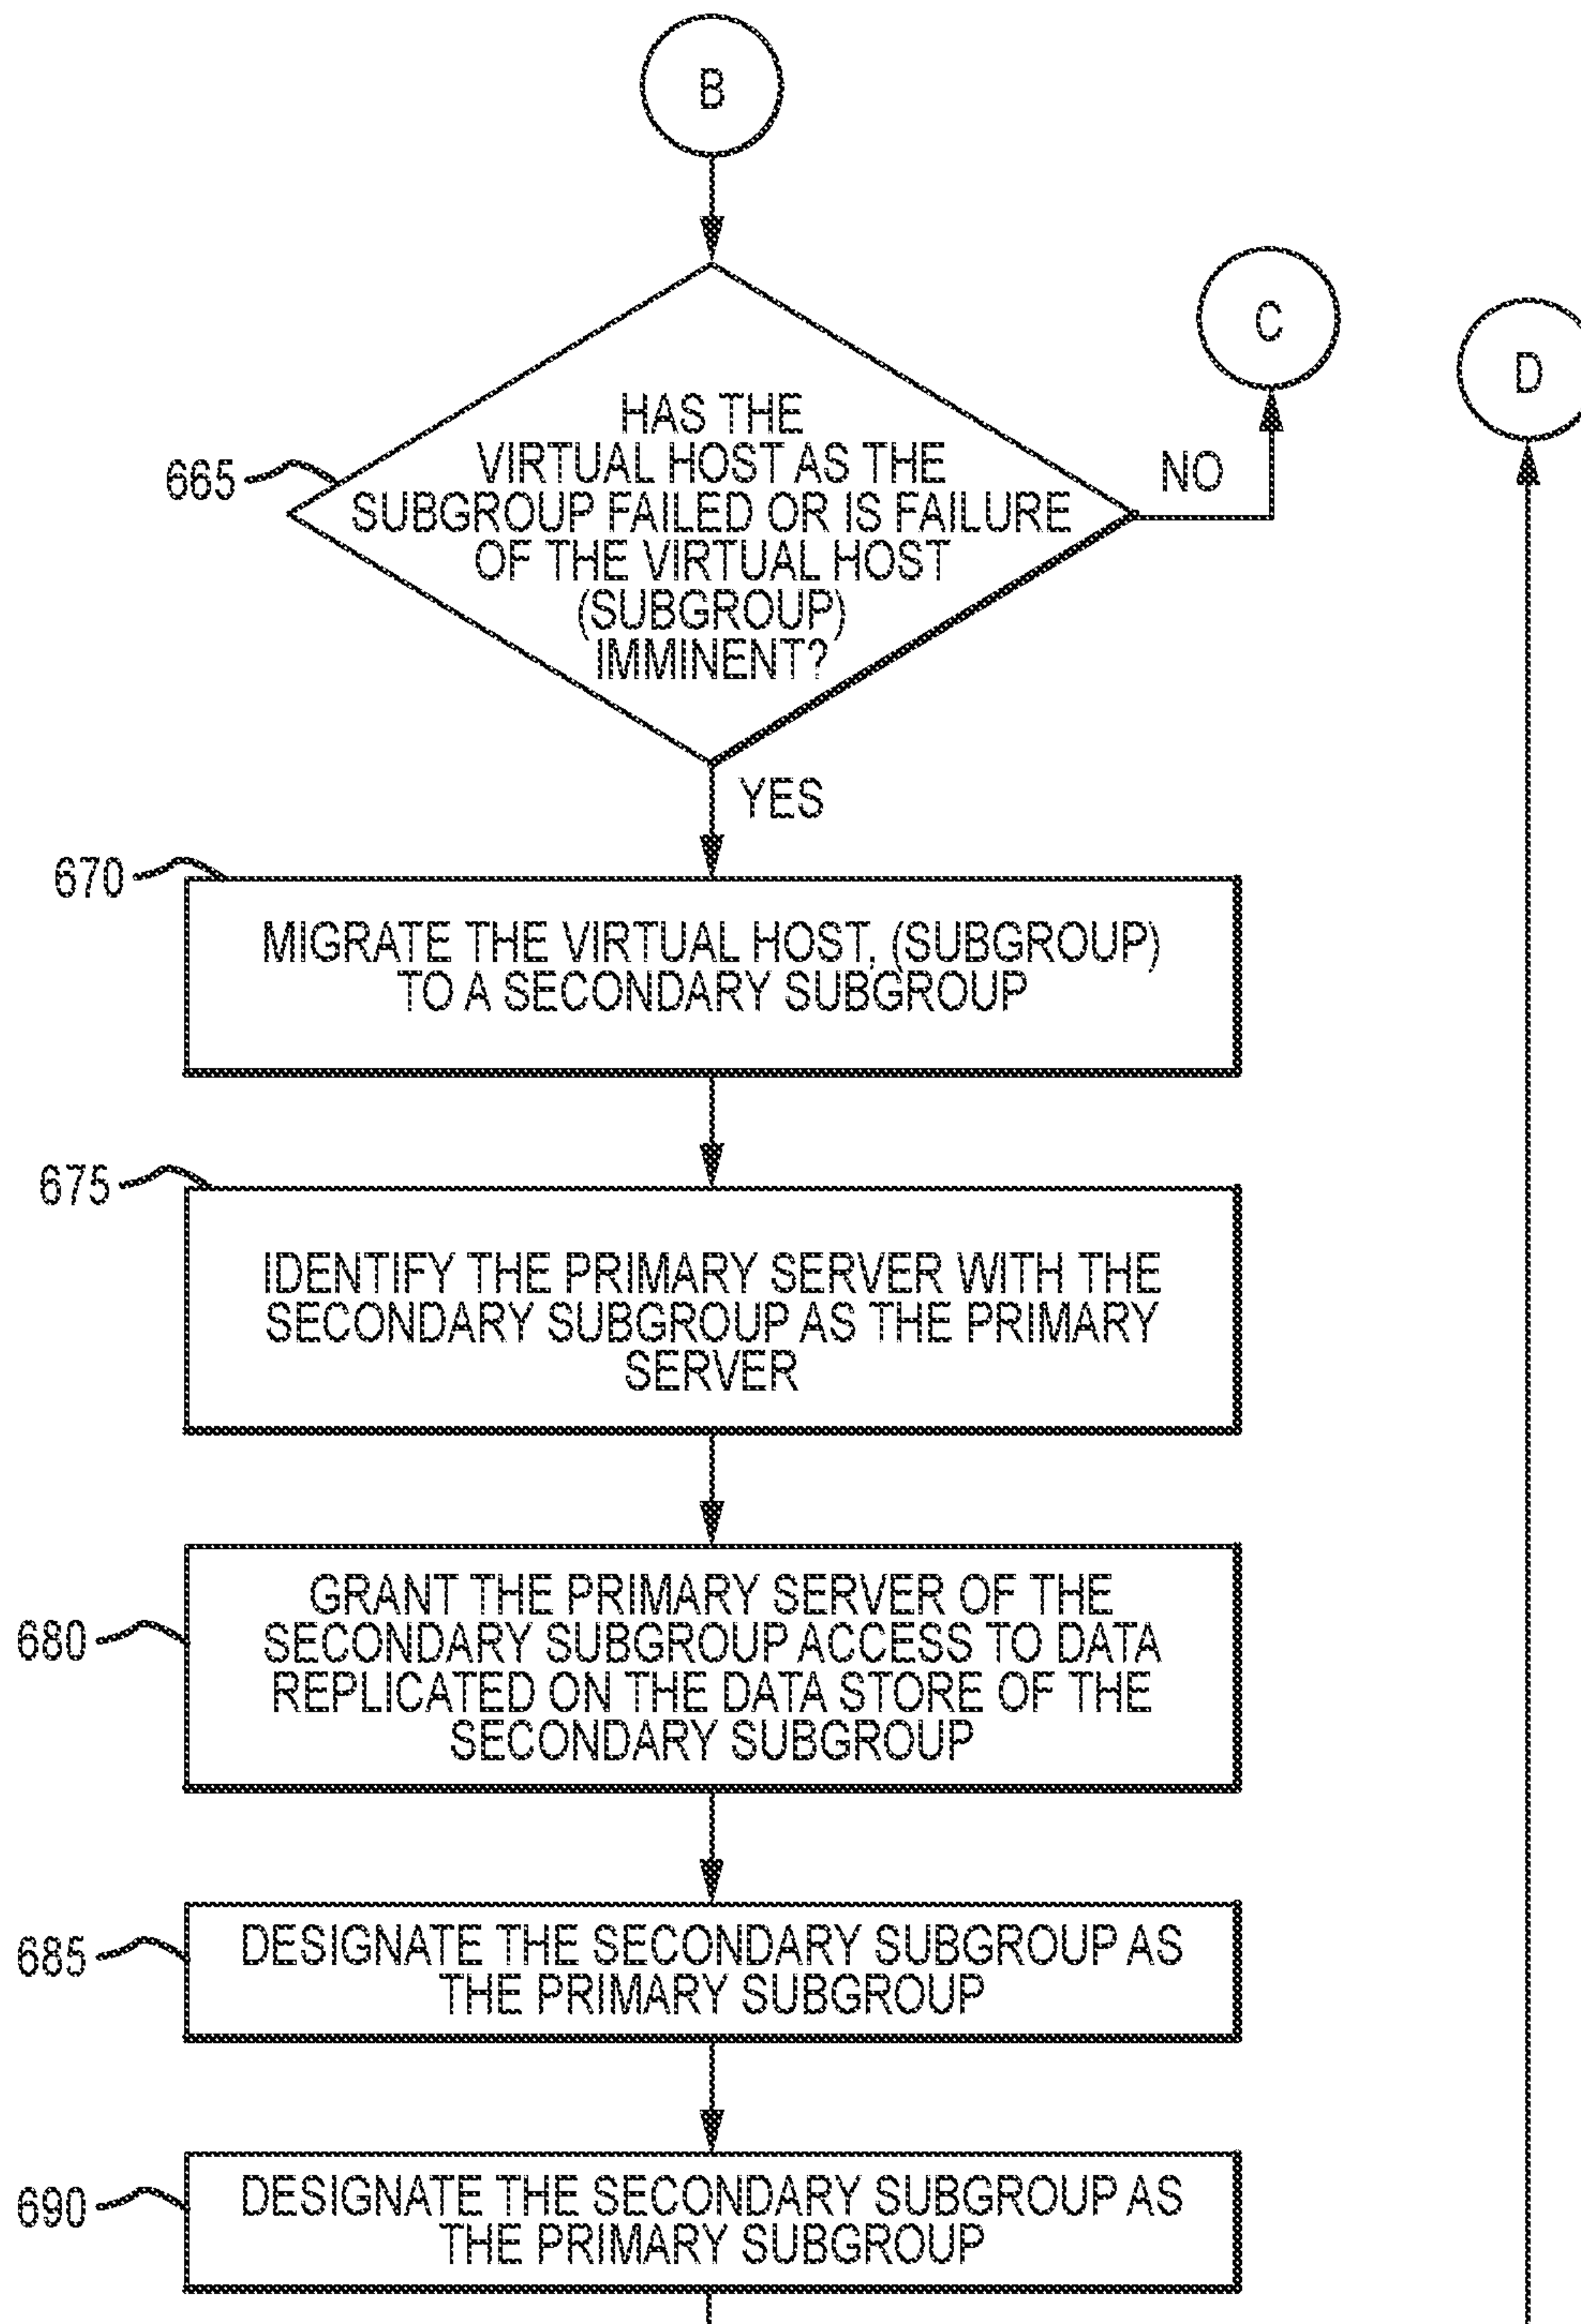 B
C
D
665
HAS THE
VIRTUAL HOST AS THE
SUBGROUP FAILED OR IS FAILURE
OF THE VIRTUAL HOST
(SUBGROUP)
IMMINENT?
NO
YES
670
MIGRATE THE VIRTUAL HOST, (SUBGROUP)
TO A SECONDARY SUBGROUP
675
IDENTIFY THE PRIMARY SERVER WITH THE
SECONDARY SUBGROUP AS THE PRIMARY
SERVER
680
GRANT THE PRIMARY SERVER OF THE
SECONDARY SUBGROUP ACCESS TO DATA
REPLICATED ON THE DATA STORE OF THE
SECONDARY SUBGROUP
685
DESIGNATE THE SECONDARY SUBGROUP AS
THE PRIMARY SUBGROUP
690
DESIGNATE THE SECONDARY SUBGROUP AS
THE PRIMARY SUBGROUP